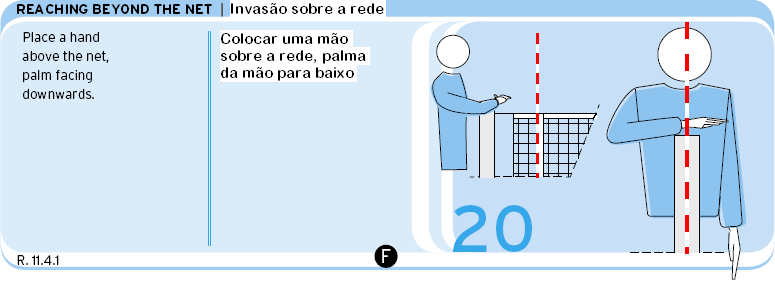 REACHING BEYOND THE NET | Invasão sobre a rede
Place a hand
above the net,
palm facing
downwards.
Colocar uma mão
sobre a rede, palma
da mão para baixo
20
R. 11.4.1
F